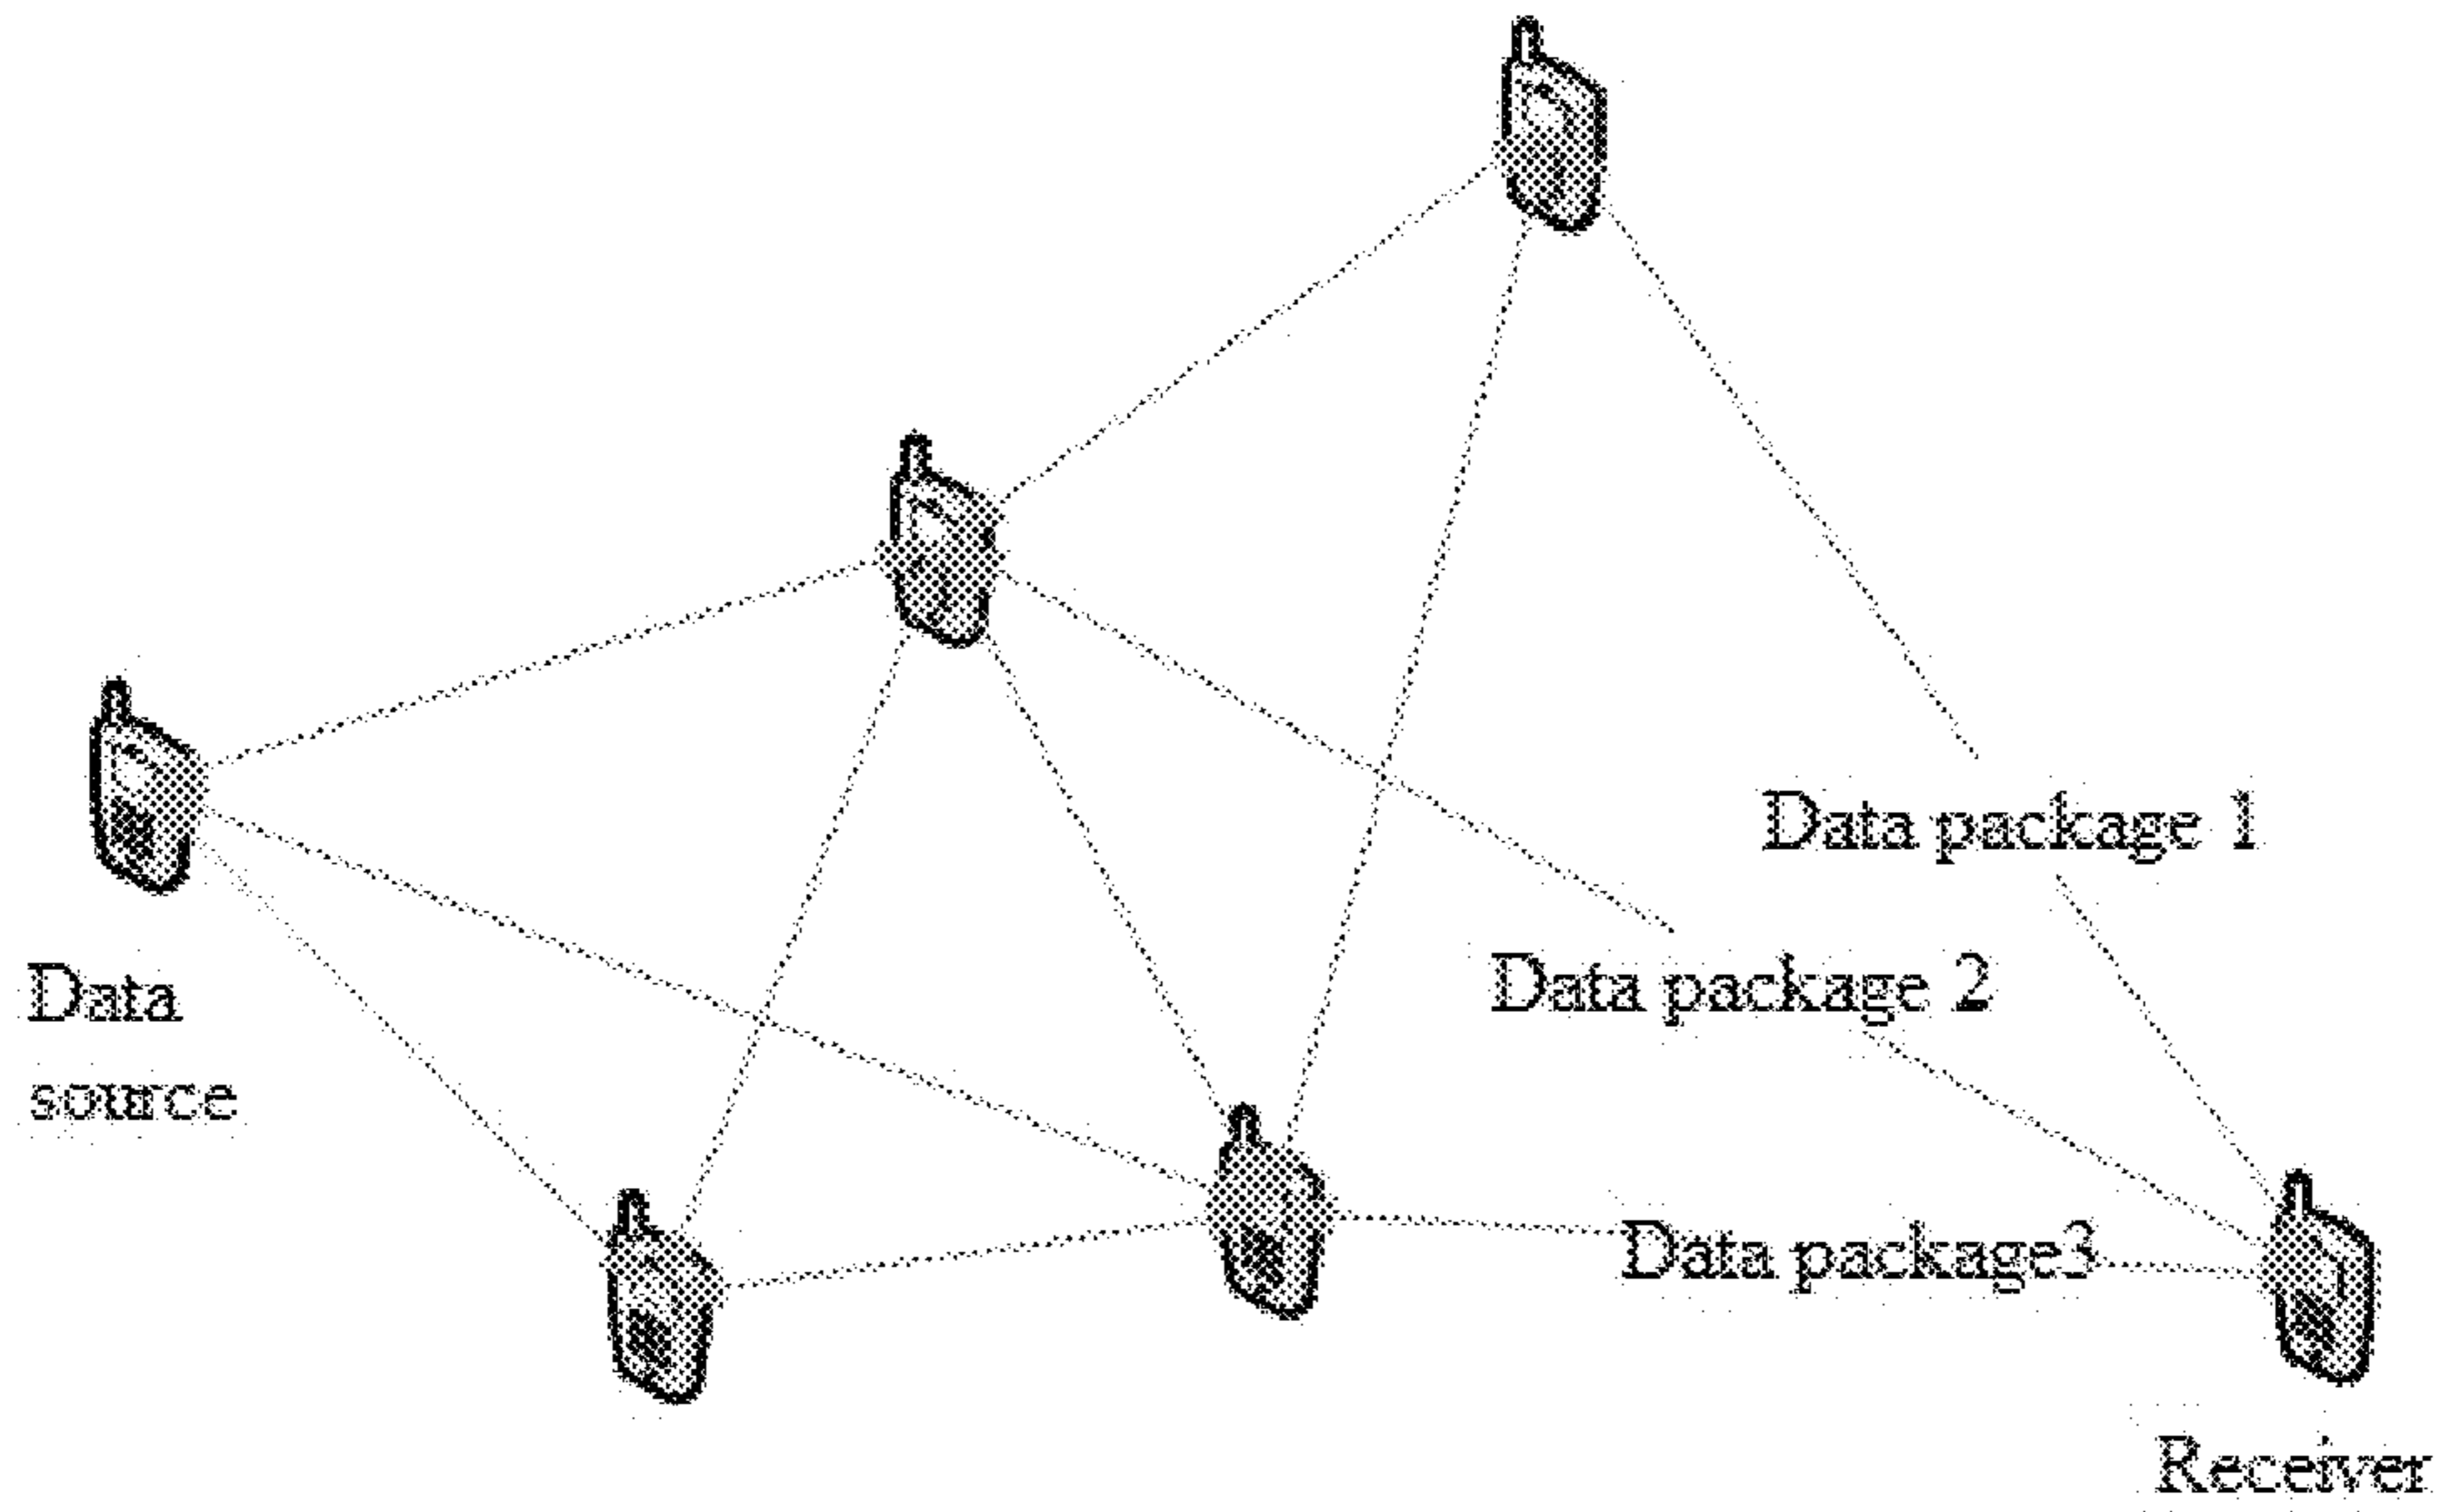 Data package 1
Data package 2
Data
source
Data package3
Receiver